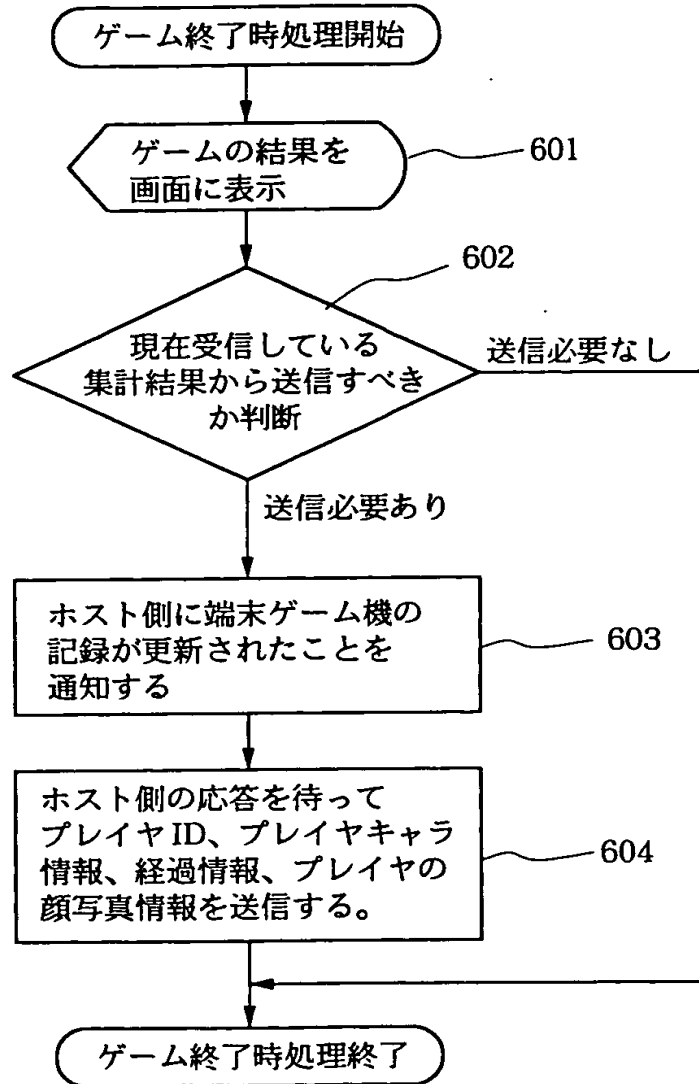 ゲーム終了時処理開始
ゲームの結果を
画面に表示
601
602
現在受信している
集計結果から送信すべき
か判断
送信必要なし
送信必要あり
ホスト側に端末ゲーム機の
記録が更新されたことを
通知する
603
ホスト側の応答を待って
プレイヤID、プレイヤキャラ
情報、経過情報、プレイヤの
顔写真情報を送信する。
604
ゲーム終了時処理終了